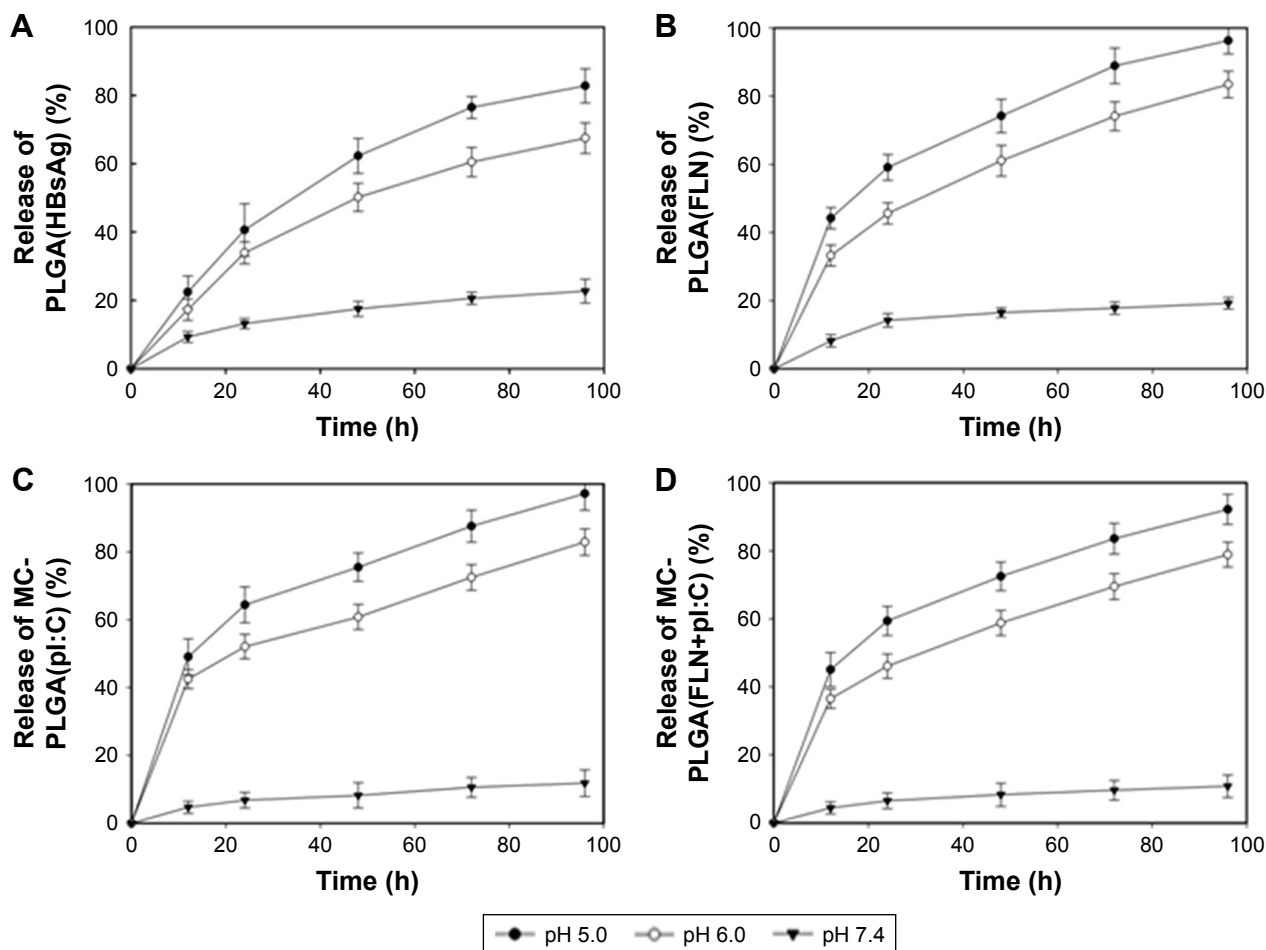 A
Release of
PLGA(HBsAg) (%)
100
80
60
40
20
0
0 20 40 60 80 100
Time (h)
B
Release of
PLGA(FLN) (%)
100
80
60
40
20
0
0 20 40 60 80 100
Time (h)
C
Release of MC-
PLGA(pI:C) (%)
100
80
60
40
20
0
0 20 40 60 80 100
Time (h)
D
Release of MC-
PLGA(FLN+pI:C) (%)
100
80
60
40
20
0
0 20 40 60 80 100
Time (h)
pH 5.0 pH 6.0 pH 7.4